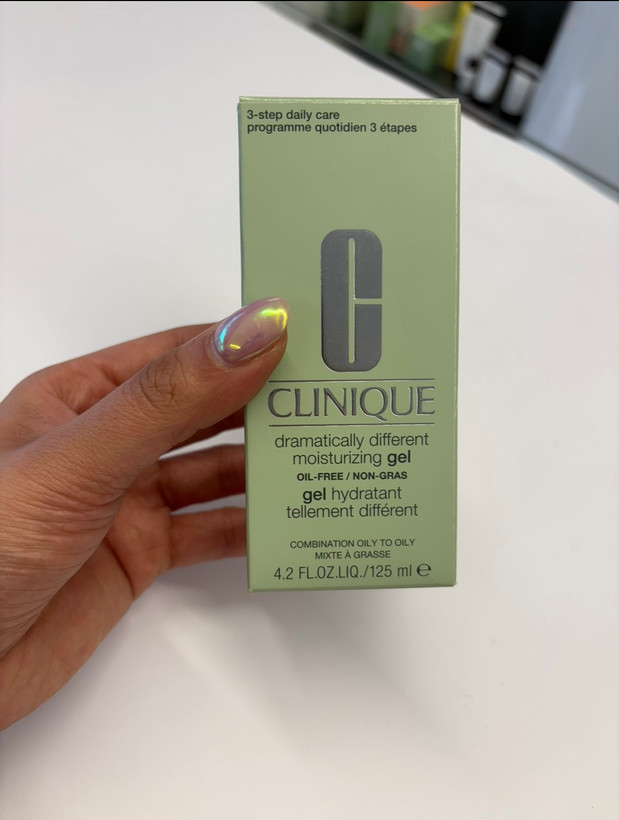 3-step daily care
programme quotidien 3 étapes
C
CLINIQUE
dramatically different
moisturizing gel
OIL-FREE / NON-GRAS
gel hydratant
tellement différent
COMBINATION OILY TO OILY
MIXTE À GRASSE
4.2 FL.OZ.LIQ./125 ml ℮